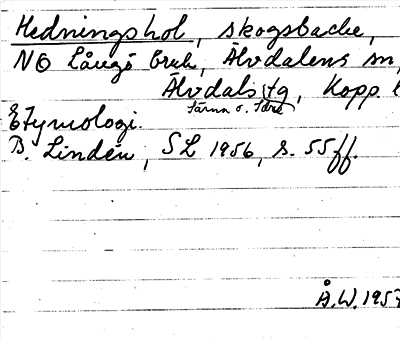 Hedningshol, skogsbacke,
NO Långö bruk, Älvdalens sn,
Älvdals tg, Kopp l
Särna o. Idre
Etymologi.
B. Lindén, SL 1956, s. 55 ff.
Å.W. 1957